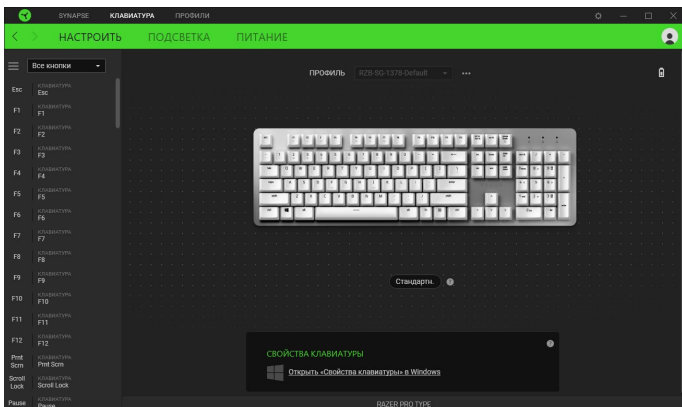 SYNAPSE КЛАВИАТУРА ПРОФИЛИ
НАСТРОИТЬ ПОДСВЕТКА ПИТАНИЕ
Все кнопки
ПРОФИЛЬ RZB-SG-1378-Default
Esc КЛАВИАТУРА
Esc
F1 КЛАВИАТУРА
F1
F2 КЛАВИАТУРА
F2
F3 КЛАВИАТУРА
F3
F4 КЛАВИАТУРА
F4
F5 КЛАВИАТУРА
F5
F6 КЛАВИАТУРА
F6
F7 КЛАВИАТУРА
F7
F8 КЛАВИАТУРА
F8
F9 КЛАВИАТУРА
F9
F10 КЛАВИАТУРА
F10
F11 КЛАВИАТУРА
F11
F12 КЛАВИАТУРА
F12
Prnt Scrn КЛАВИАТУРА
Prnt Scrn
Scroll Lock КЛАВИАТУРА
Scroll Lock
Pause КЛАВИАТУРА
Pause
Стандартн.
СВОЙСТВА КЛАВИАТУРЫ
Открыть «Свойства клавиатуры» в Windows
RAZER PRO TYPE